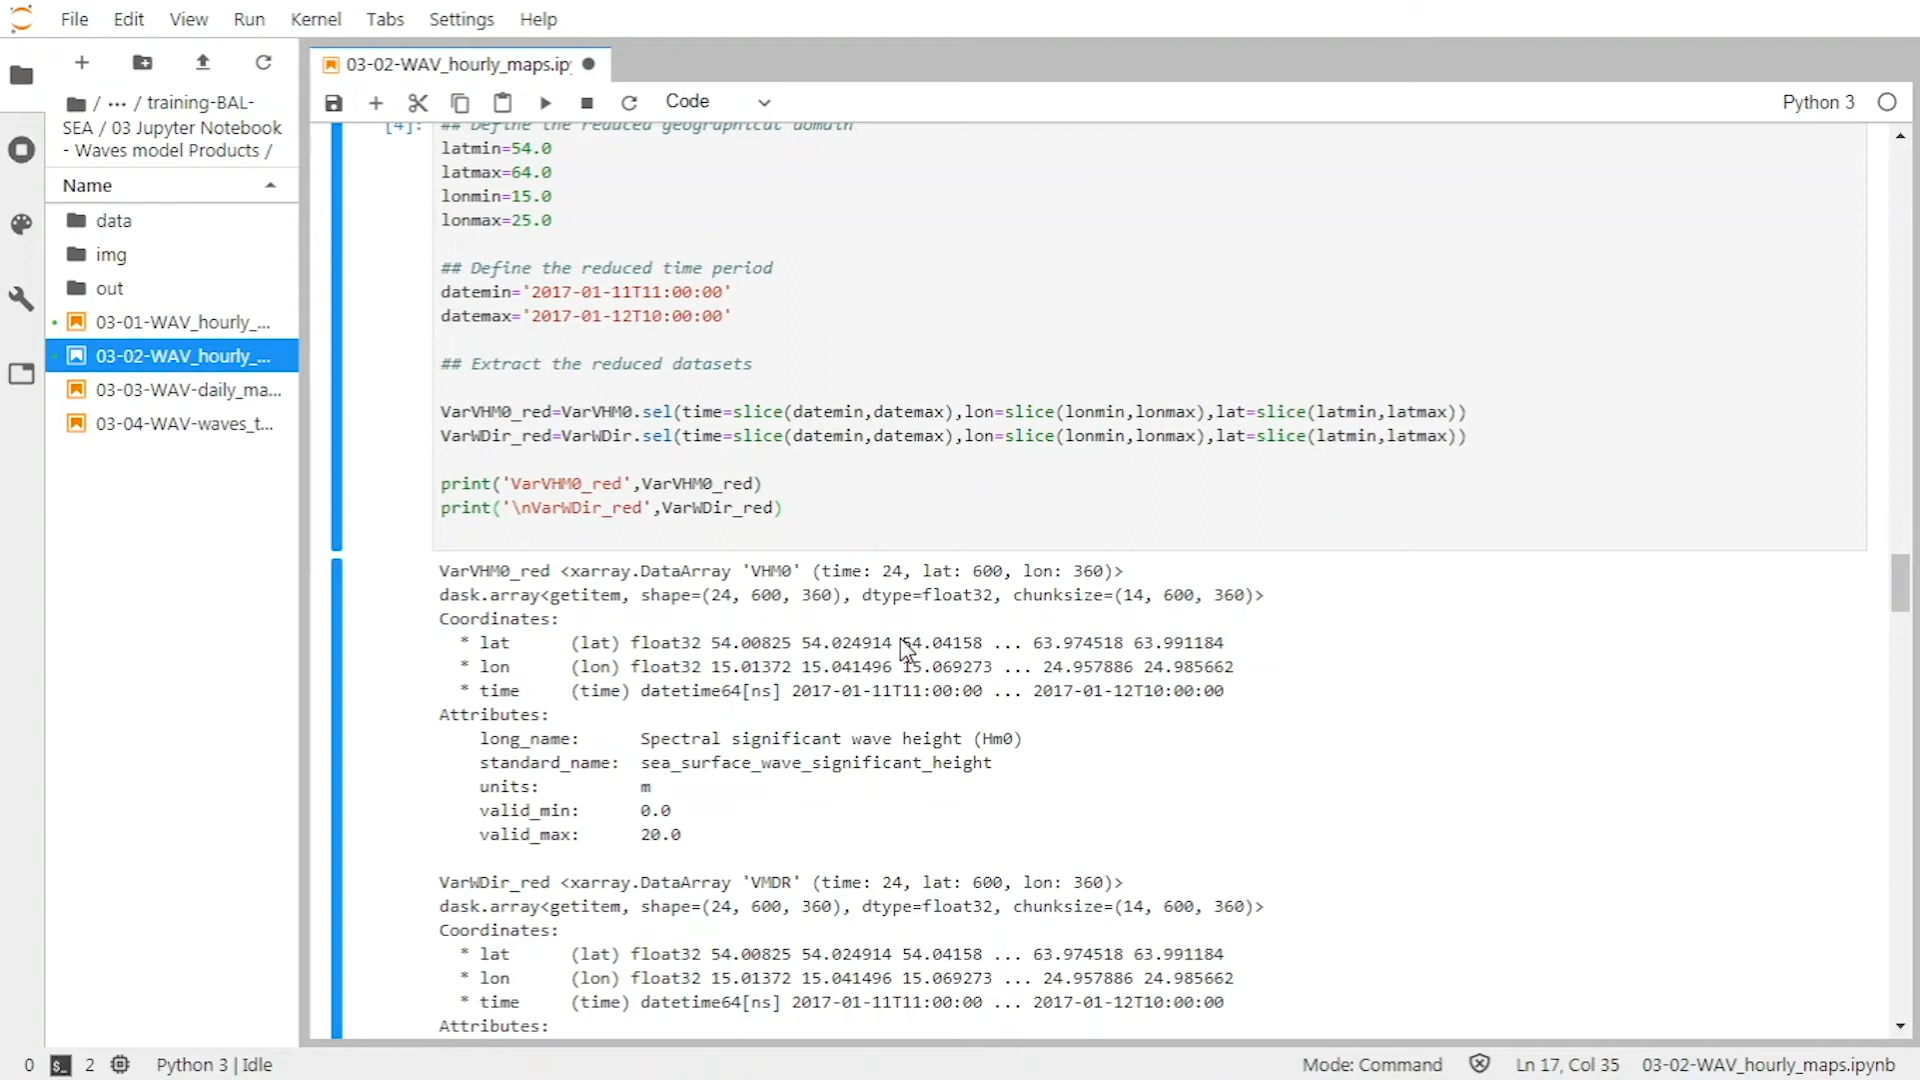 File Edit View Run Kernel Tabs Settings Help
/ ··· / training-BAL-
SEA / 03 Jupyter Notebook
- Waves model Products /
Name
data
img
out
03-01-WAV_hourly_...
03-02-WAV_hourly_...
03-03-WAV-daily_ma...
03-04-WAV-waves_t...
03-02-WAV_hourly_maps.ip
Code
Python 3
[4]: ## Define the reduced geographical domain
latmin=54.0
latmax=64.0
lonmin=15.0
lonmax=25.0
## Define the reduced time period
datemin='2017-01-11T11:00:00'
datemax='2017-01-12T10:00:00'
## Extract the reduced datasets
VarVHM0_red=VarVHM0.sel(time=slice(datemin,datemax),lon=slice(lonmin,lonmax),lat=slice(latmin,latmax))
VarWDir_red=VarWDir.sel(time=slice(datemin,datemax),lon=slice(lonmin,lonmax),lat=slice(latmin,latmax))
print('VarVHM0_red',VarVHM0_red)
print('\nVarWDir_red',VarWDir_red)
VarVHM0_red <xarray.DataArray 'VHM0' (time: 24, lat: 600, lon: 360)>
dask.array<getitem, shape=(24, 600, 360), dtype=float32, chunksize=(14, 600, 360)>
Coordinates:
* lat (lat) float32 54.00825 54.024914 54.04158 ... 63.974518 63.991184
* lon (lon) float32 15.01372 15.041496 15.069273 ... 24.957886 24.985662
* time (time) datetime64[ns] 2017-01-11T11:00:00 ... 2017-01-12T10:00:00
Attributes:
long_name: Spectral significant wave height (Hm0)
standard_name: sea_surface_wave_significant_height
units: m
valid_min: 0.0
valid_max: 20.0
VarWDir_red <xarray.DataArray 'VMDR' (time: 24, lat: 600, lon: 360)>
dask.array<getitem, shape=(24, 600, 360), dtype=float32, chunksize=(14, 600, 360)>
Coordinates:
* lat (lat) float32 54.00825 54.024914 54.04158 ... 63.974518 63.991184
* lon (lon) float32 15.01372 15.041496 15.069273 ... 24.957886 24.985662
* time (time) datetime64[ns] 2017-01-11T11:00:00 ... 2017-01-12T10:00:00
Attributes:
0 $_ 2 Python 3 | Idle Mode: Command Ln 17, Col 35 03-02-WAV_hourly_maps.ipynb